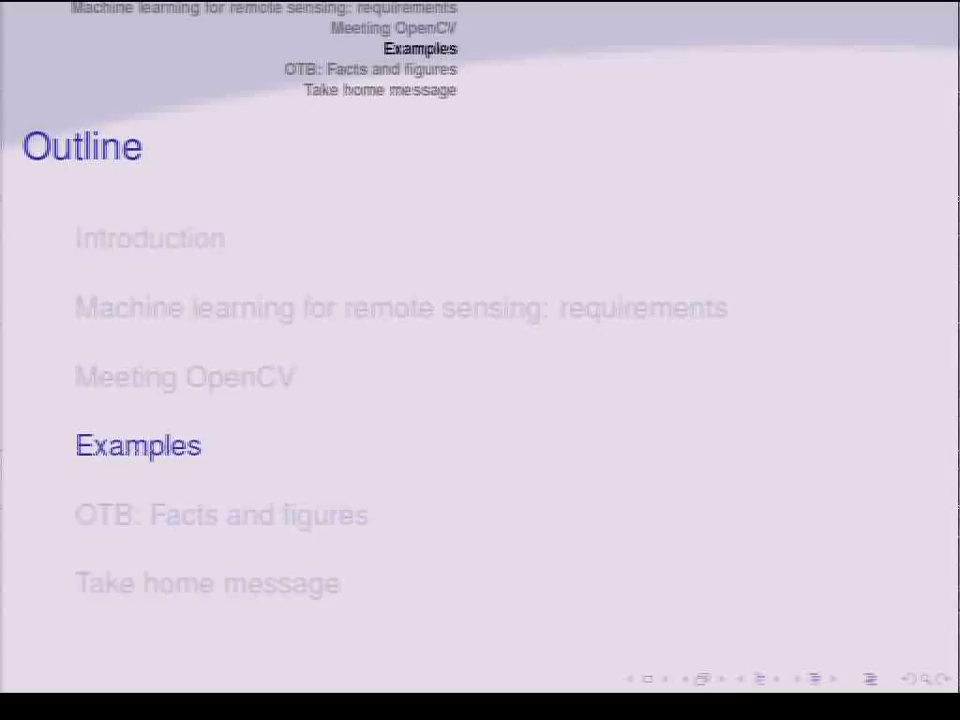 Machine learning for remote sensing: requirements
Meeting OpenCV
Examples
OTB: Facts and figures
Take home message
Outline
Introduction
Machine learning for remote sensing: requirements
Meeting OpenCV
Examples
OTB: Facts and figures
Take home message